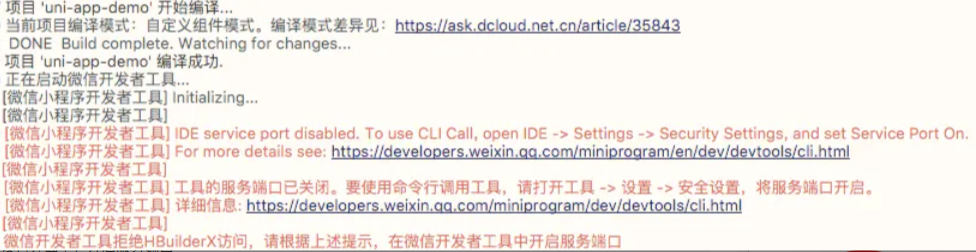 项目 'uni-app-demo' 开始编译...
当前项目编译模式：自定义组件模式。编译模式差异见：https://ask.dcloud.net.cn/article/35843
DONE  Build complete. Watching for changes...
项目 'uni-app-demo' 编译成功.
正在启动微信开发者工具...
[微信小程序开发者工具] Initializing...
[微信小程序开发者工具]
[微信小程序开发者工具] IDE service port disabled. To use CLI Call, open IDE -> Settings -> Security Settings, and set Service Port On.
[微信小程序开发者工具] For more details see: https://developers.weixin.qq.com/miniprogram/en/dev/devtools/cli.html
[微信小程序开发者工具]
[微信小程序开发者工具] 工具的服务端口已关闭。要使用命令行调用工具，请打开工具 -> 设置 -> 安全设置，将服务端口开启。
[微信小程序开发者工具] 详细信息: https://developers.weixin.qq.com/miniprogram/dev/devtools/cli.html
[微信小程序开发者工具]
微信开发者工具拒绝HBuilderX访问，请根据上述提示，在微信开发者工具中开启服务端口